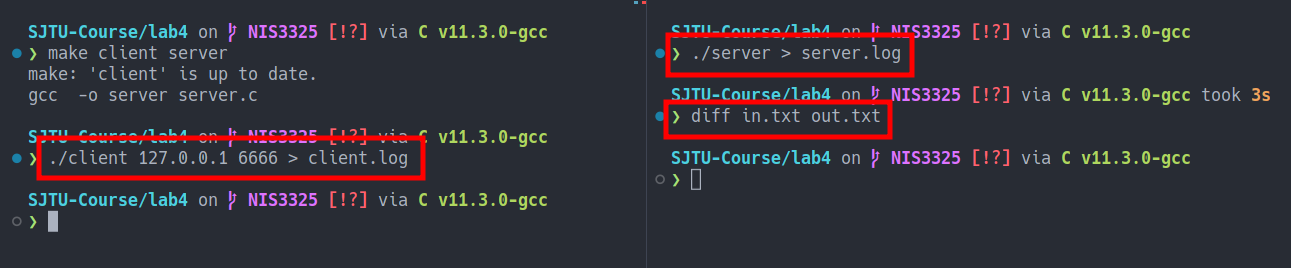 SJTU-Course/lab4 on NIS3325 [!?] via C v11.3.0-gcc
❯ make client server
make: 'client' is up to date.
gcc  -o server server.c
SJTU-Course/lab4 on NIS3325 [!?] via C v11.3.0-gcc
❯ ./client 127.0.0.1 6666 > client.log
SJTU-Course/lab4 on NIS3325 [!?] via C v11.3.0-gcc
❯
SJTU-Course/lab4 on NIS3325 [!?] via C v11.3.0-gcc
❯ ./server > server.log
SJTU-Course/lab4 on NIS3325 [!?] via C v11.3.0-gcc took 3s
❯ diff in.txt out.txt
SJTU-Course/lab4 on NIS3325 [!?] via C v11.3.0-gcc
❯